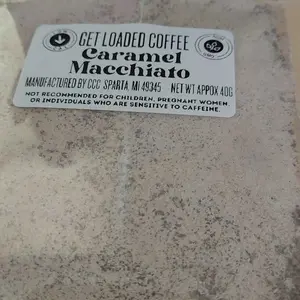 GET LOADED COFFEE
Caramel
Macchiato
MANUFACTURED BY CCC SPARTA, MI 49345 NET WT APPOX 40G
NOT RECOMMENDED FOR CHILDREN, PREGNANT WOMEN
OR INDIVIDUALS WHO ARE SENSITIVE TO CAFFEINE.